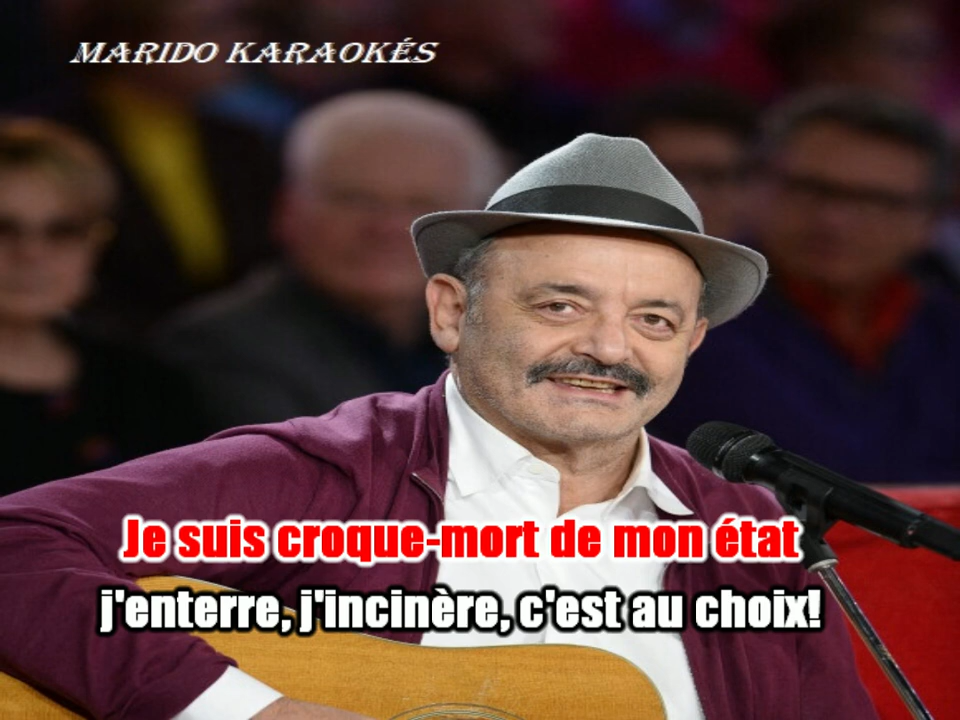 MARIDO KARAOKÉS
Je suis croque-mort de mon état
j'enterre, j'incinère, c'est au choix!